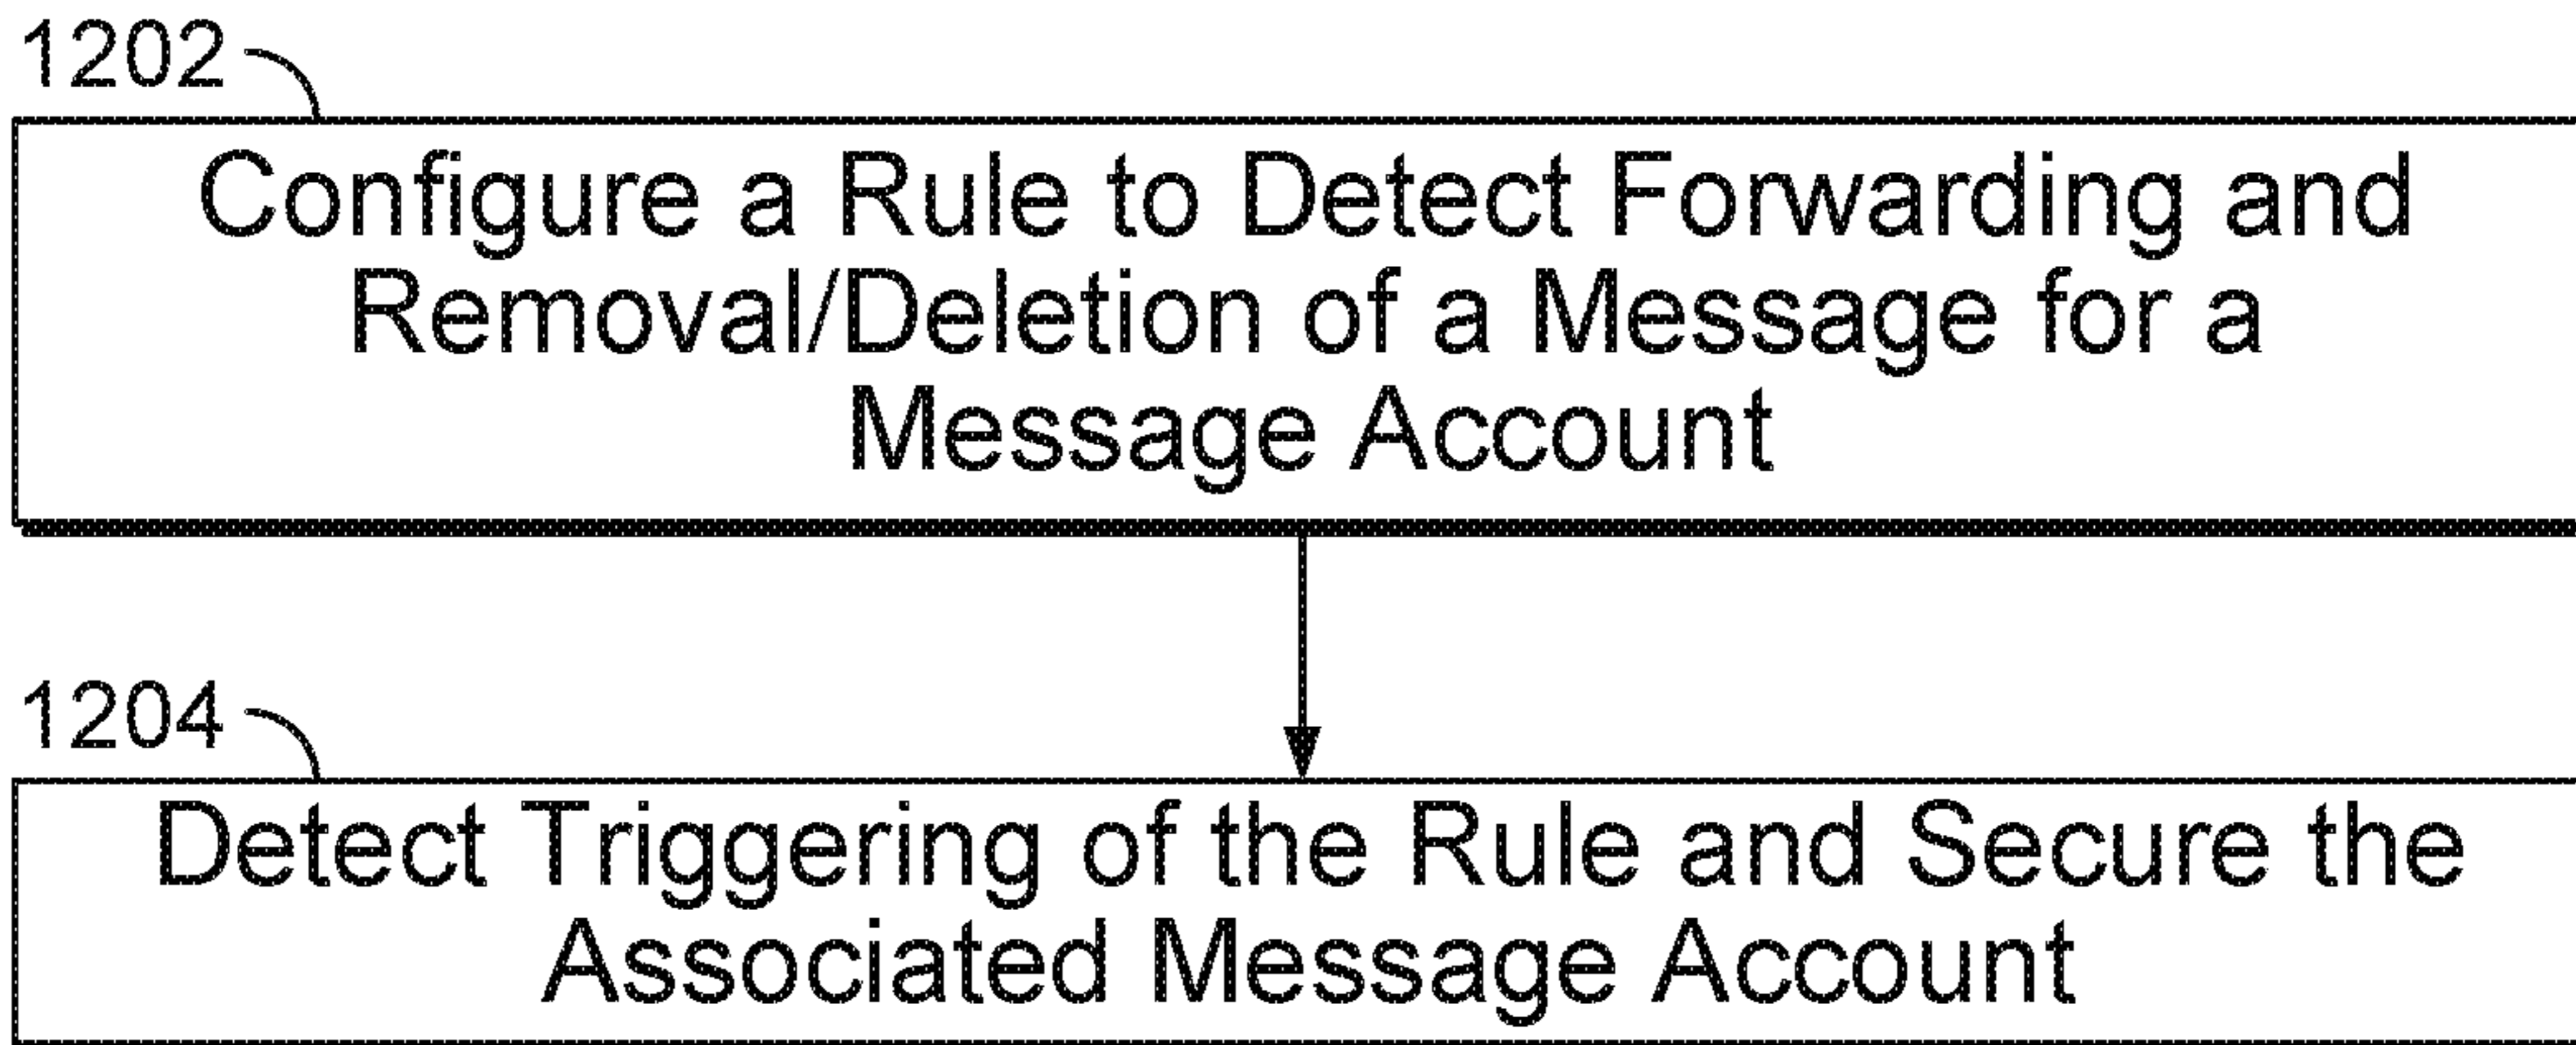 1202
Configure a Rule to Detect Forwarding and
Removal/Deletion of a Message for a
Message Account
1204
Detect Triggering of the Rule and Secure the
Associated Message Account